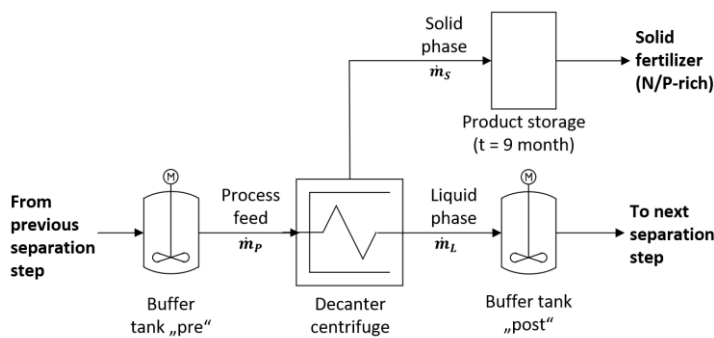 Solid
phase
ṁS
Product storage
(t = 9 month)
Solid
fertilizer
(N/P-rich)
From
previous
separation
step
M
Buffer
tank „pre“
Process
feed
ṁP
Decanter
centrifuge
Liquid
phase
ṁL
M
Buffer tank
„post“
To next
separation
step